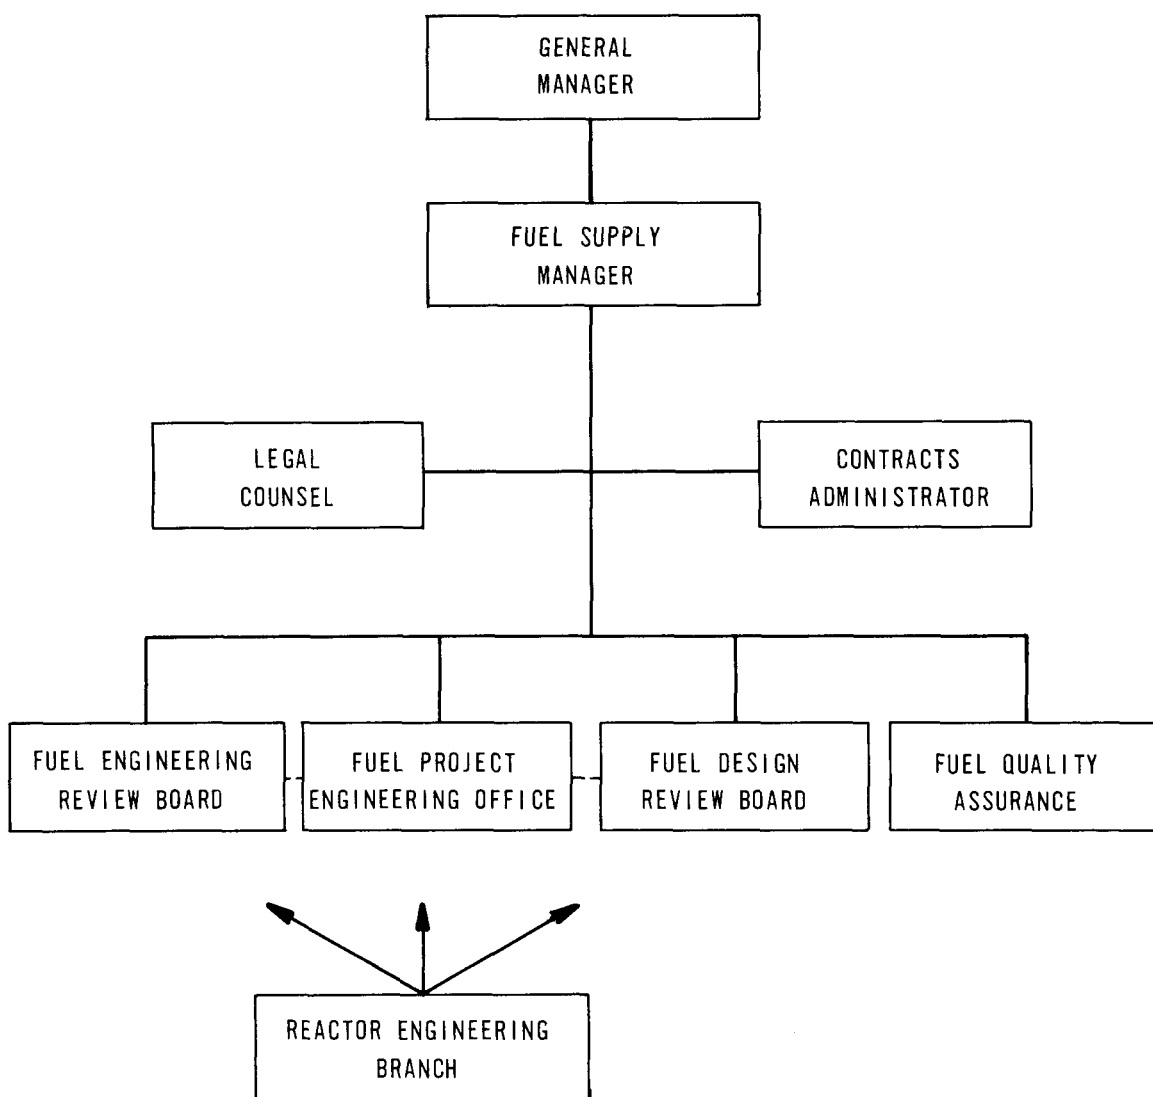 GENERAL
MANAGER
FUEL SUPPLY
MANAGER
LEGAL
COUNSEL
CONTRACTS
ADMINISTRATOR
FUEL ENGINEERING
REVIEW BOARD
FUEL PROJECT
ENGINEERING OFFICE
FUEL DESIGN
REVIEW BOARD
FUEL QUALITY
ASSURANCE
REACTOR ENGINEERING
BRANCH